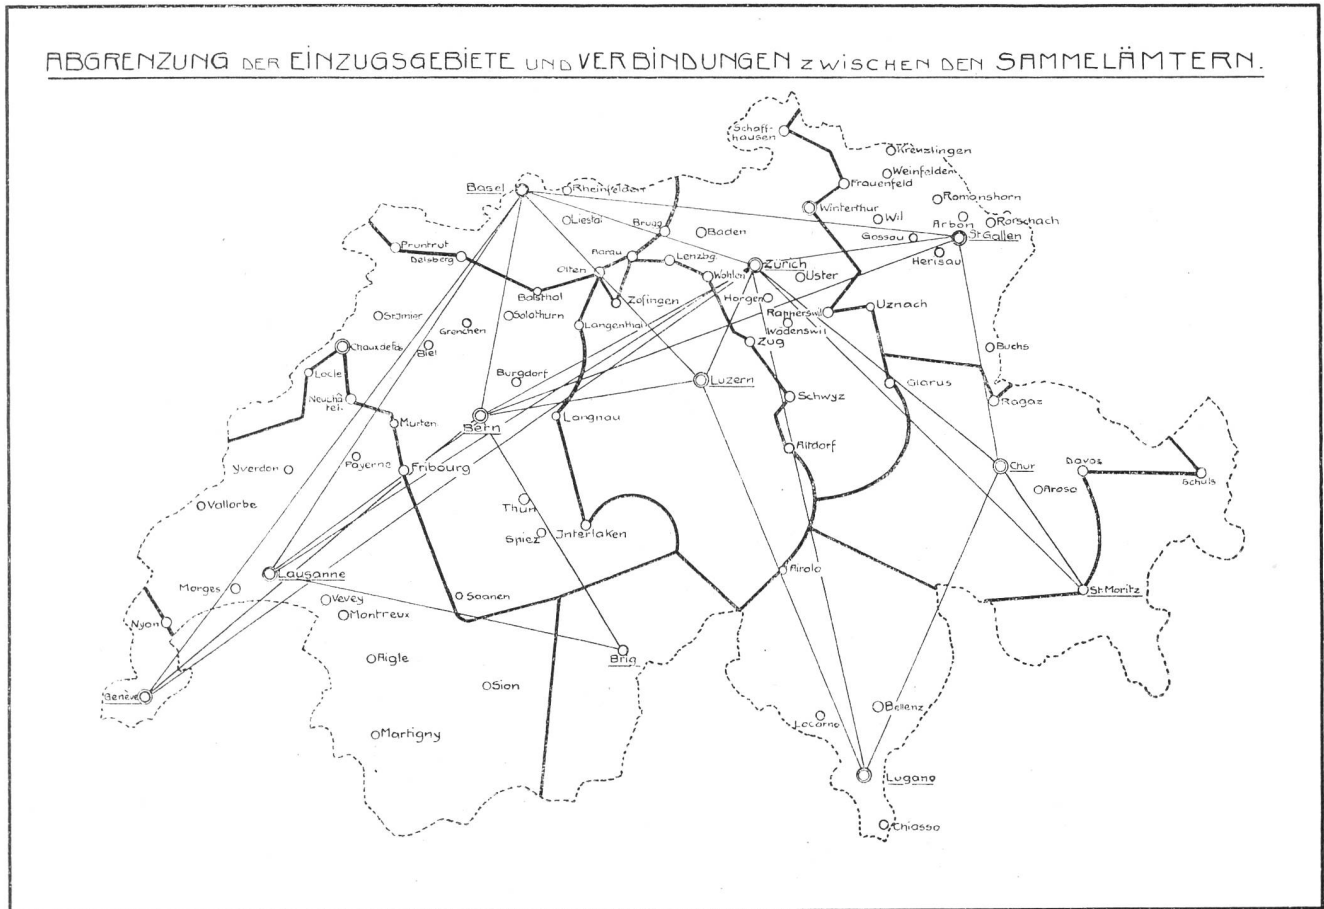 ABGRENZUNG DER EINZUGSGEBIETE UND VERBINDUNGEN ZWISCHEN DEN SAMMELÄMTERN.
Schaff-
hausen
Kreuzlingen
Weinfelden
Frauenfeld
Basel
Rheinfelden
Romanshorn
Winterthur
Wil
Arbon
Rorschach
Liestal
Brugg
Baden
Gossau
St Gallen
Pruntrut
Delsberg
Aarau
Lenzbg.
Zürich
Herisau
Olten
Wohlen
Uster
Balsthal
Zofingen
Horgen
Rapperswil
Uznach
St.Imier
Grenchen
Solothurn
Langenthal
Wädenswil
Zug
Chaux de Fds
Biel
Buchs
Locle
Burgdorf
Luzern
Glarus
Neuchâ-
tel.
Schwyz
Ragaz
Murten
Bern
Langnau
Altdorf
Yverdon
Payerne
Fribourg
Chur
Davos
Schuls
Arosa
Vallorbe
Thun
Spiez
Interlaken
Lausanne
Airolo
Morges
Vevey
Saanen
St. Moritz
Montreux
Nyon
Aigle
Brig
Genève
Sion
Bellenz
Locarno
Martigny
Lugano
Chiasso